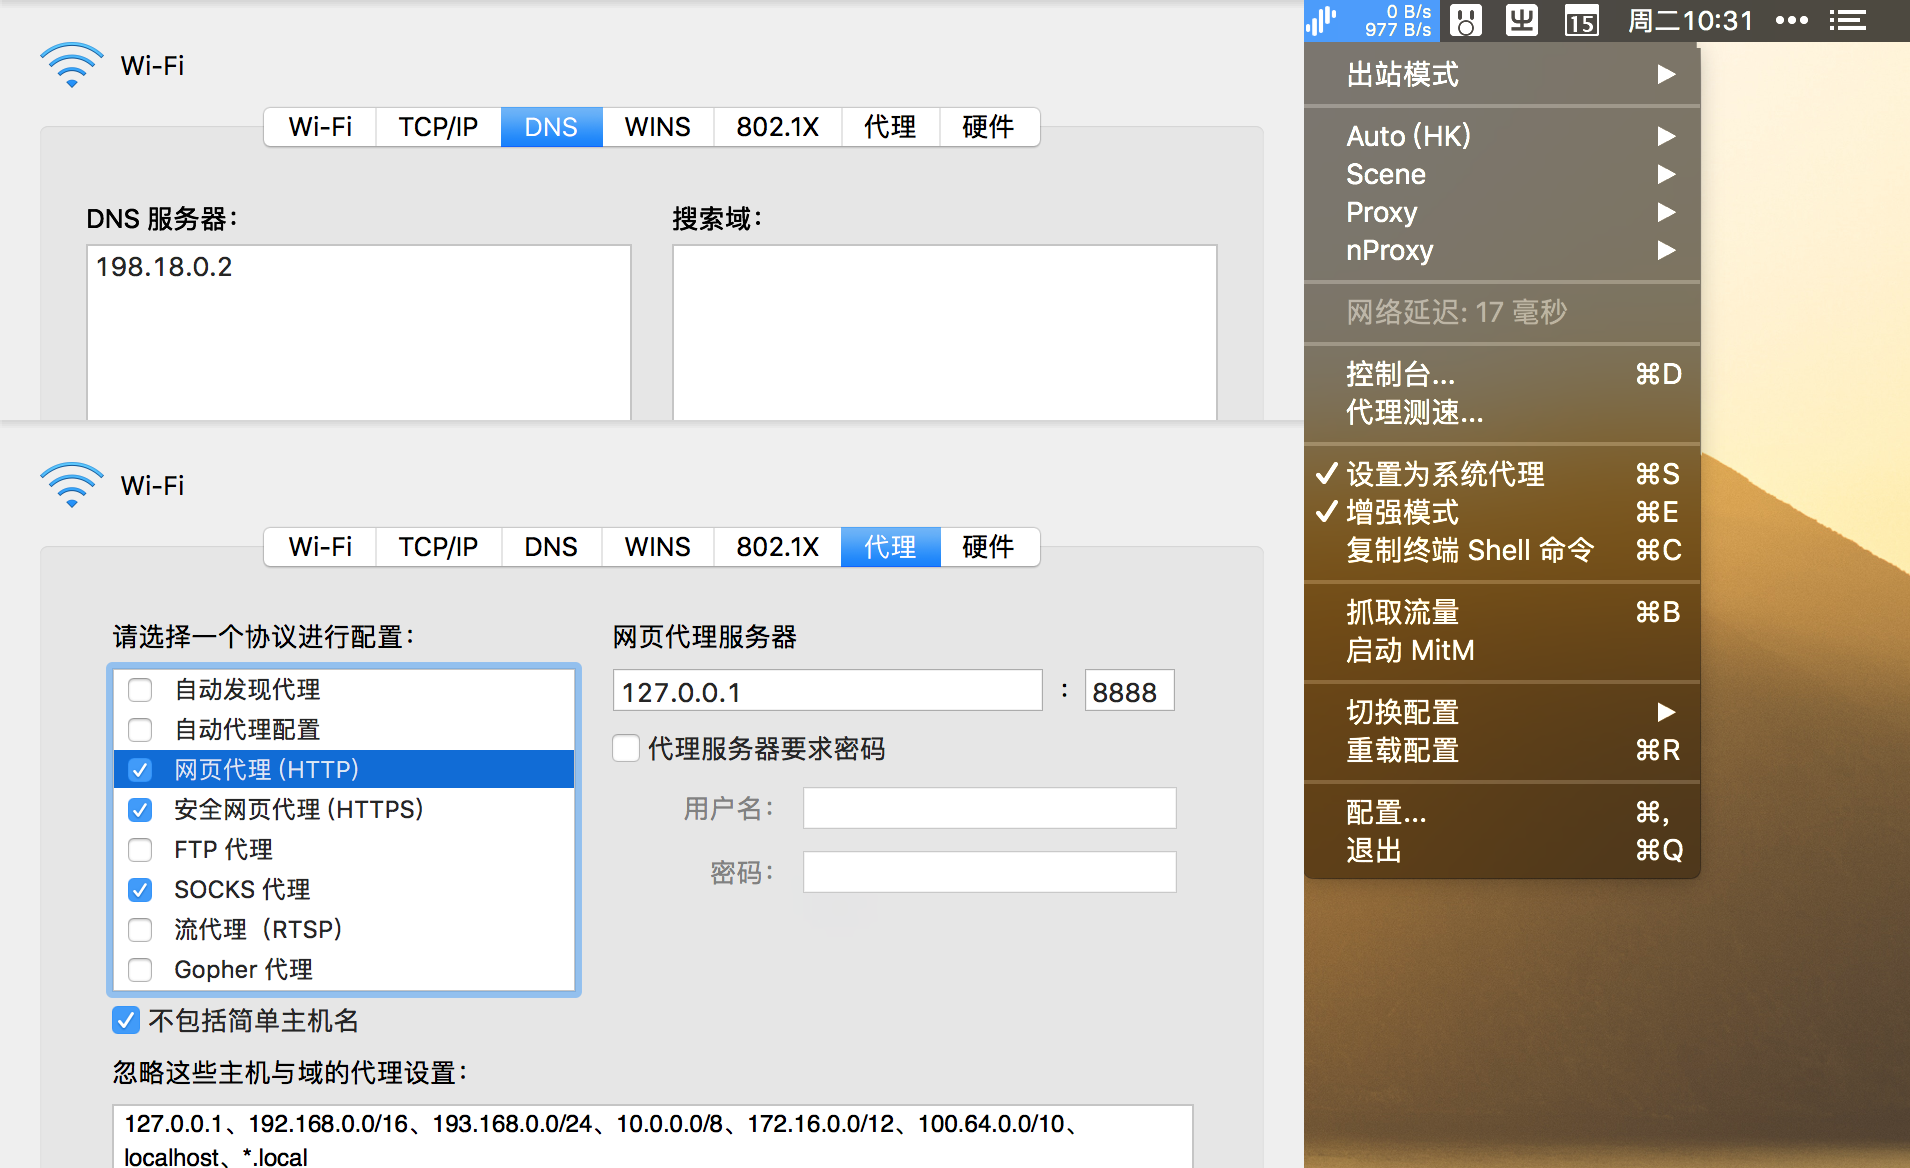 Wi-Fi
Wi-Fi TCP/IP DNS WINS 802.1X 代理 硬件
DNS 服务器：
搜索域：
198.18.0.2
Wi-Fi
Wi-Fi TCP/IP DNS WINS 802.1X 代理 硬件
请选择一个协议进行配置：
自动发现代理
自动代理配置
网页代理 (HTTP)
安全网页代理 (HTTPS)
FTP 代理
SOCKS 代理
流代理（RTSP）
Gopher 代理
网页代理服务器
127.0.0.1 : 8888
代理服务器要求密码
用户名：
密码：
不包括简单主机名
忽略这些主机与域的代理设置：
127.0.0.1、192.168.0.0/16、193.168.0.0/24、10.0.0.0/8、172.16.0.0/12、100.64.0.0/10、
localhost、*.local
0 B/s
977 B/s
15
周二10:31
出站模式
Auto (HK)
Scene
Proxy
nProxy
网络延迟: 17 毫秒
控制台... ⌘D
代理测速...
✓ 设置为系统代理 ⌘S
✓ 增强模式 ⌘E
复制终端 Shell 命令 ⌘C
抓取流量 ⌘B
启动 MitM
切换配置
重载配置 ⌘R
配置... ⌘,
退出 ⌘Q